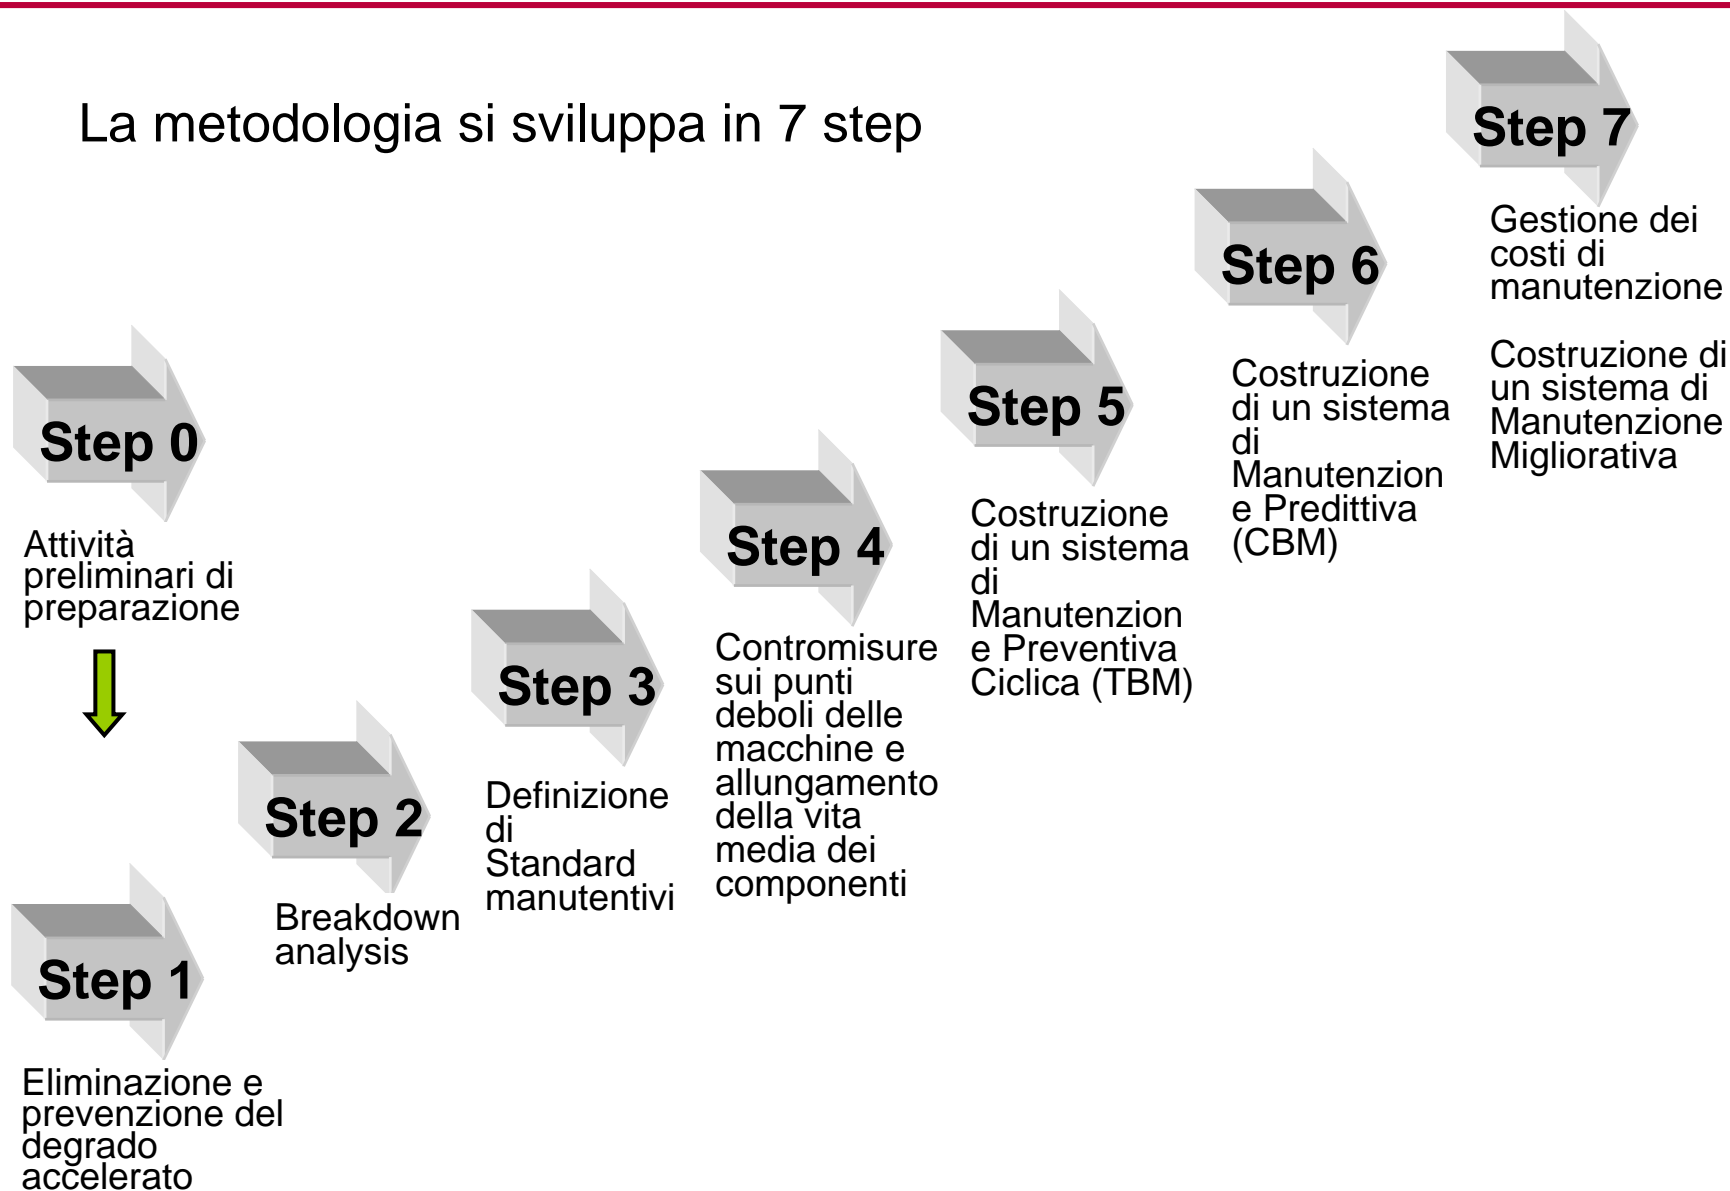 La metodologia si sviluppa in 7 step
Step 0
Attività
preliminari di
preparazione
Step 1
Eliminazione e
prevenzione del
degrado
accelerato
Step 2
Breakdown
analysis
Step 3
Definizione
di
Standard
manutentivi
Step 4
Contromisure
sui punti
deboli delle
macchine e
allungamento
della vita
media dei
componenti
Step 5
Costruzione
di un sistema
di
Manutenzion
e Preventiva
Ciclica (TBM)
Step 6
Costruzione
di un sistema
di
Manutenzion
e Predittiva
(CBM)
Step 7
Gestione dei
costi di
manutenzione
Costruzione di
un sistema di
Manutenzione
Migliorativa